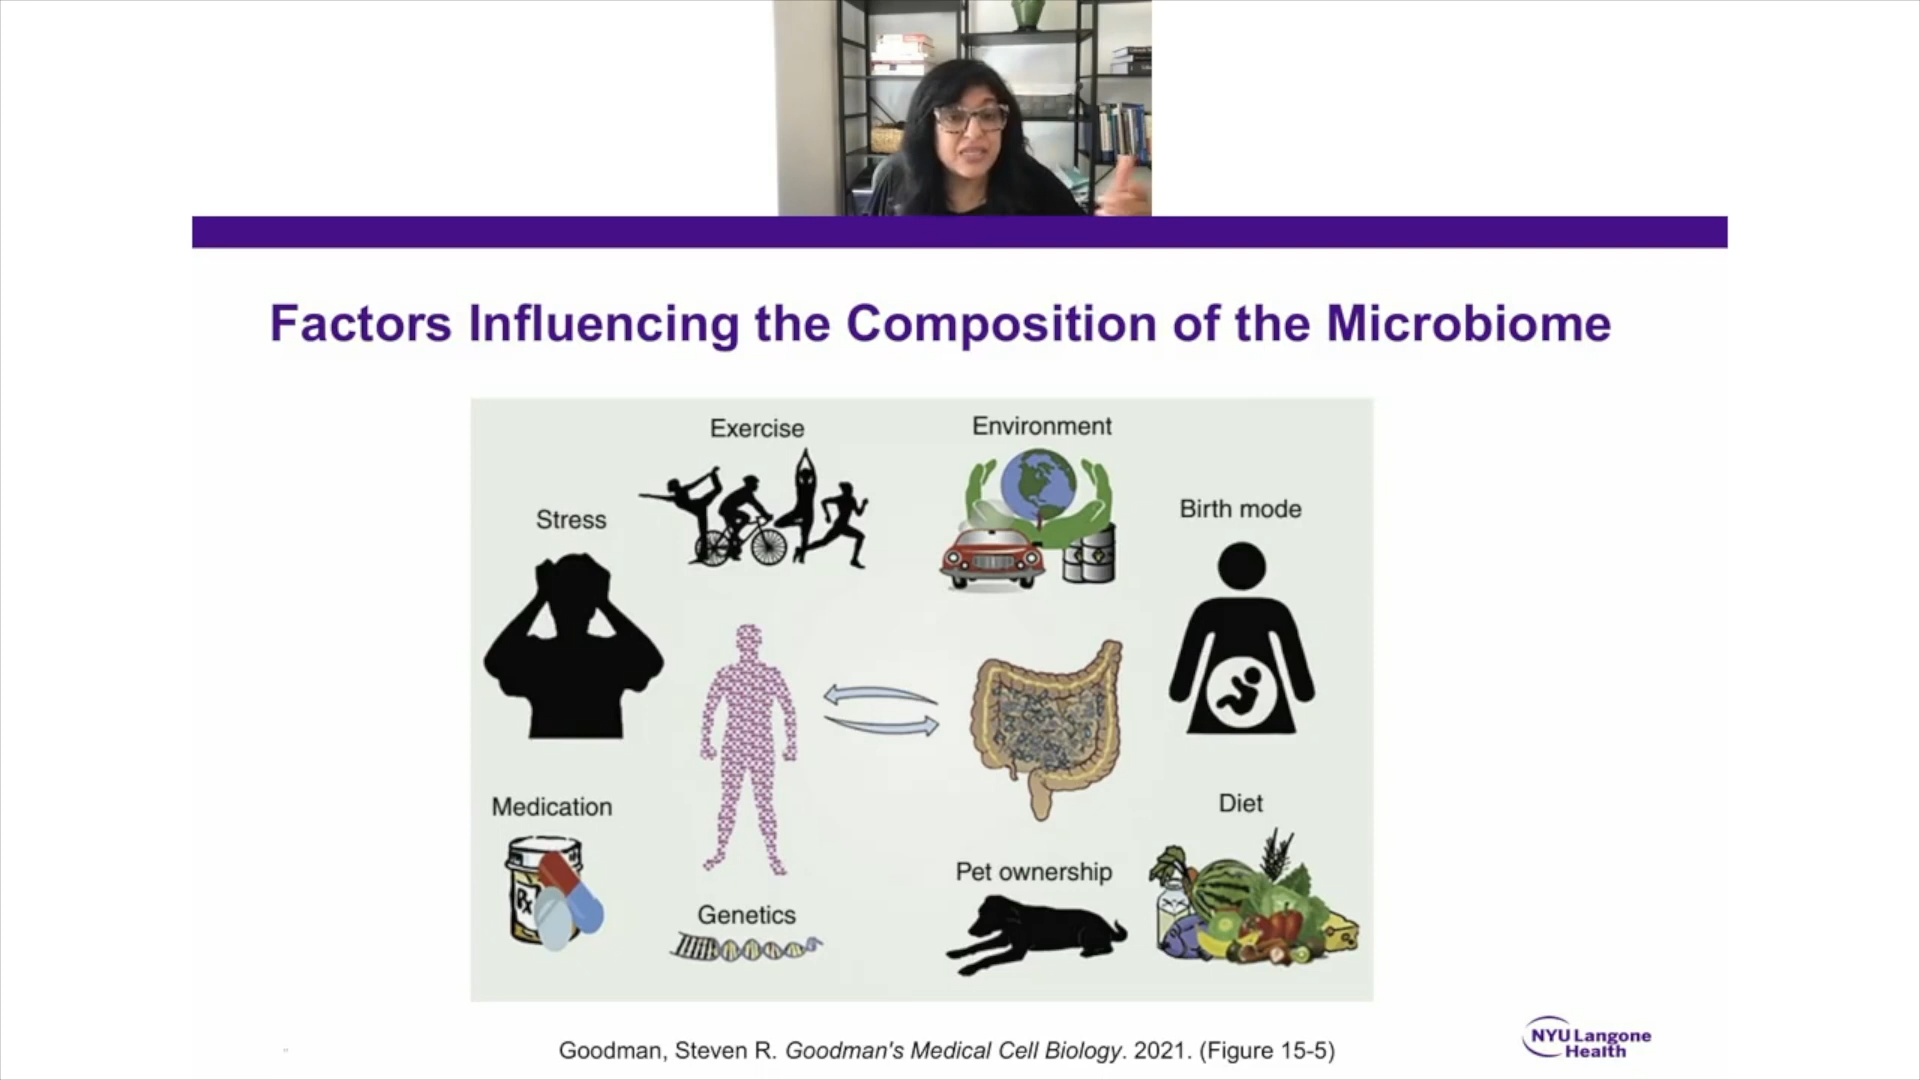 Factors Influencing the Composition of the Microbiome
Exercise
Environment
Stress
Birth mode
Medication
Rx
Diet
Pet ownership
Genetics
Goodman, Steven R. Goodman's Medical Cell Biology. 2021. (Figure 15-5)
NYU Langone
Health